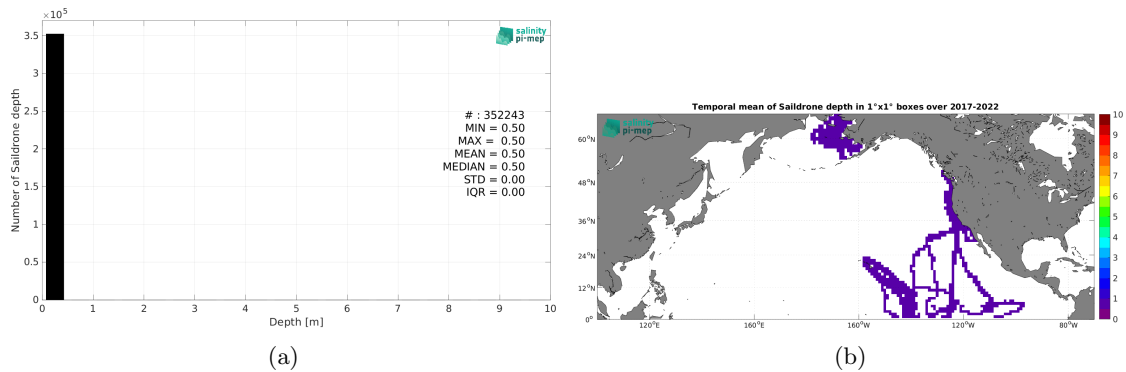 ×10⁵
salinity
pi-mep
3.5
3
2.5
2
1.5
1
0.5
0
Number of Saildrone depth
# : 352243
MIN = 0.50
MAX = 0.50
MEAN = 0.50
MEDIAN = 0.50
STD = 0.00
IQR = 0.00
0 1 2 3 4 5 6 7 8 9 10
Depth [m]
(a)
Temporal mean of Saildrone depth in 1°x1° boxes over 2017-2022
salinity
pi-mep
60°N
48°N
36°N
24°N
12°N
0°
120°E 160°E 160°W 120°W 80°W
10
9
8
7
6
5
4
3
2
1
0
(b)